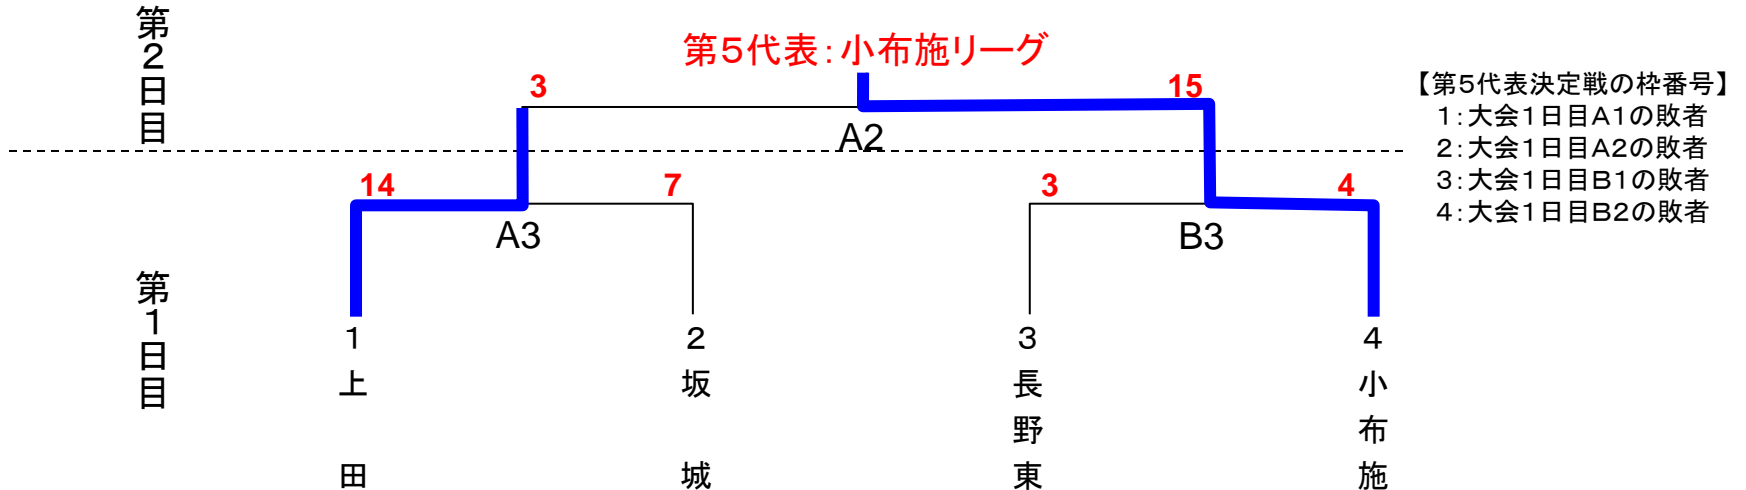 第2日目
第5代表:小布施リーグ
3
15
A2
【第5代表決定戦の枠番号】
1:大会1日目A1の敗者
2:大会1日目A2の敗者
3:大会1日目B1の敗者
4:大会1日目B2の敗者
14
7
3
4
A3
B3
第1日目
1
2
3
4
上田
坂城
長野東
小布施